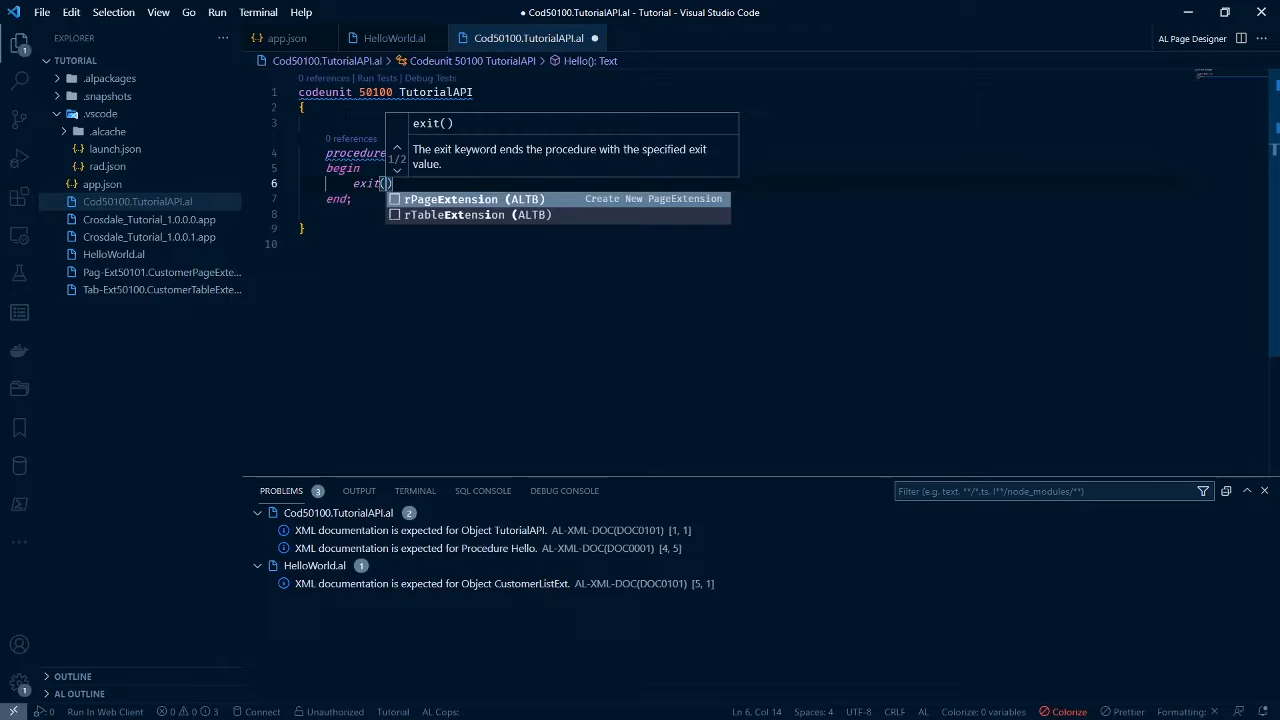 File Edit Selection View Go Run Terminal Help
● Cod50100.TutorialAPI.al - Tutorial - Visual Studio Code
EXPLORER
TUTORIAL
.alpackages
.snapshots
.vscode
.alcache
launch.json
rad.json
app.json
Cod50100.TutorialAPI.al
Crosdale_Tutorial_1.0.0.0.app
Crosdale_Tutorial_1.0.0.1.app
HelloWorld.al
Pag-Ext50101.CustomerPageExte...
Tab-Ext50100.CustomerTableExte...
OUTLINE
AL OUTLINE
app.json HelloWorld.al Cod50100.TutorialAPI.al ● AL Page Designer
Cod50100.TutorialAPI.al > Codeunit 50100 TutorialAPI > Hello(): Text
0 references | Run Tests | Debug Tests
1 codeunit 50100 TutorialAPI
2 {
3
0 references
4 procedure
5 begin
6 exit()
7 end;
8
9 }
10
exit()
1/2 The exit keyword ends the procedure with the specified exit
value.
rPageExtension (ALTB) Create New PageExtension
rTableExtension (ALTB)
PROBLEMS 3 OUTPUT TERMINAL SQL CONSOLE DEBUG CONSOLE Filter (e.g. text, **/*.ts, !**/node_modules/**)
Cod50100.TutorialAPI.al 2
XML documentation is expected for Object TutorialAPI. AL-XML-DOC(DOC0101) [1, 1]
XML documentation is expected for Procedure Hello. AL-XML-DOC(DOC0001) [4, 5]
HelloWorld.al 1
XML documentation is expected for Object CustomerListExt. AL-XML-DOC(DOC0101) [5, 1]
1
1
0 Run In Web Client 0 0 3 Connect Unauthorized Tutorial AL Cops: Ln 6, Col 14 Spaces: 4 UTF-8 CRLF AL Colorize: 0 variables Colorize Prettier Formatting: ×